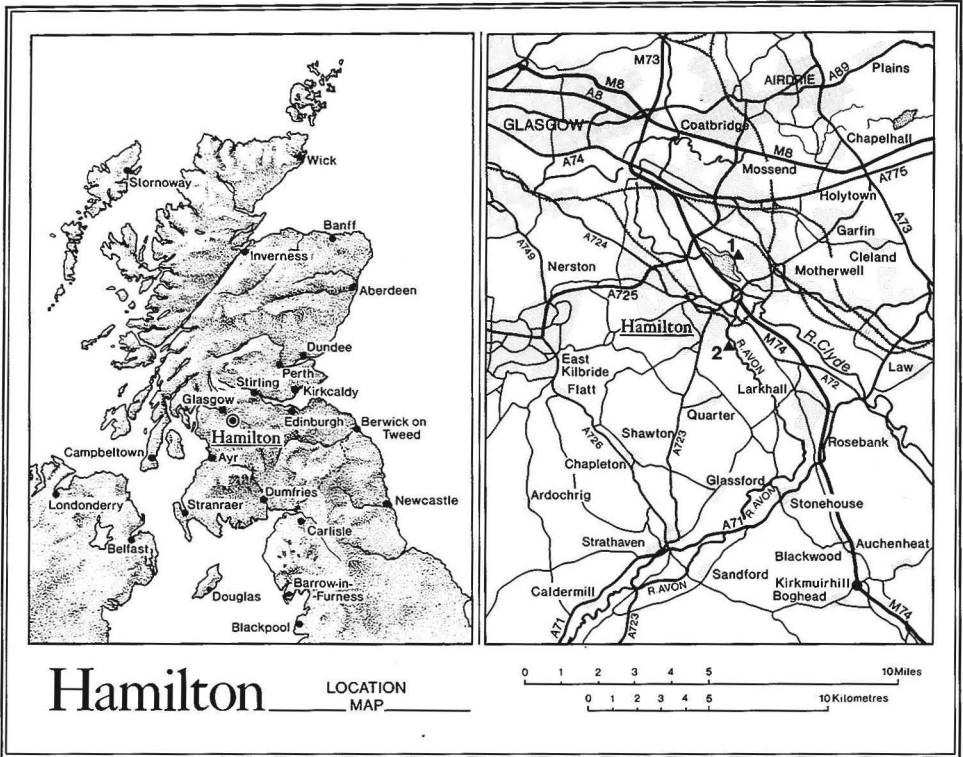 Wick
Stornoway
Banff
Inverness
Aberdeen
Dundee
Perth
Stirling
Kirkcaldy
Glasgow
Edinburgh
Hamilton
Berwick on
Tweed
Campbeltown
Ayr
Dumfries
Newcastle
Londonderry
Stranraer
Carlisle
Belfast
Barrow-in-
-Furness
Douglas
Blackpool
M73
A89
Plains
M8
AIRDRIE
A8
GLASGOW
Coatbridge
Chapelhall
A74
M8
Mossend
A775
Holytown
A73
Garfin
A749
A724
1
Cleland
Nerston
Motherwell
A725
Hamilton
R.Clyde
2
R.AVON
M74
East
Kilbride
Law
A72
Flatt
Larkhall
Quarter
A726
Shawton
A723
Rosebank
Chapleton
Glassford
Ardochrig
R.AVON
Stonehouse
A71
Strathaven
Auchenheat
Blackwood
Sandford
Kirkmuirhill
Boghead
R.AVON
Caldermill
M74
A71
A723
Hamilton
LOCATION
MAP
0 1 2 3 4 5 10 Miles
0 1 2 3 4 5 10 Kilometres